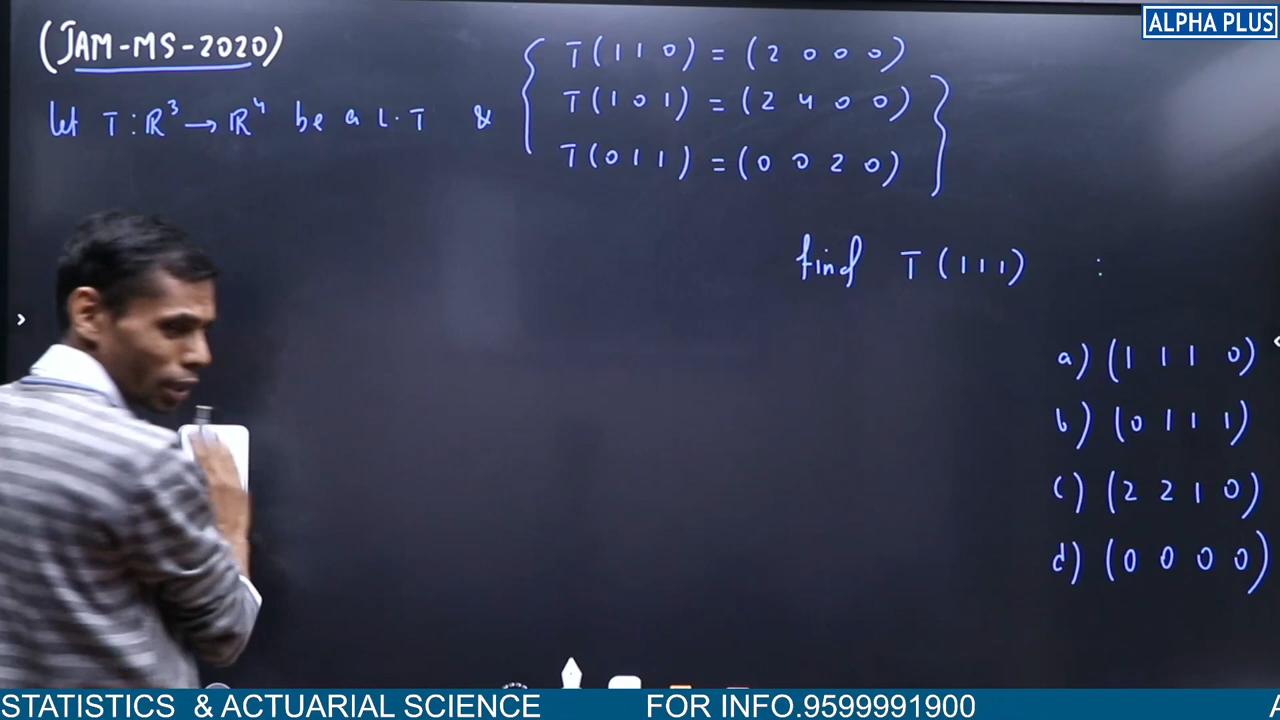 ALPHA PLUS
(JAM-MS-2020)
let T : ℝ³ → ℝ⁴ be a L.T &
T(1 1 0) = (2 0 0 0)
T(1 0 1) = (2 4 0 0)
T(0 1 1) = (0 0 2 0)
find T(1 1 1) :
a) (1 1 1 0)
b) (0 1 1 1)
c) (2 2 1 0)
d) (0 0 0 0)
STATISTICS & ACTUARIAL SCIENCE FOR INFO.9599991900 A